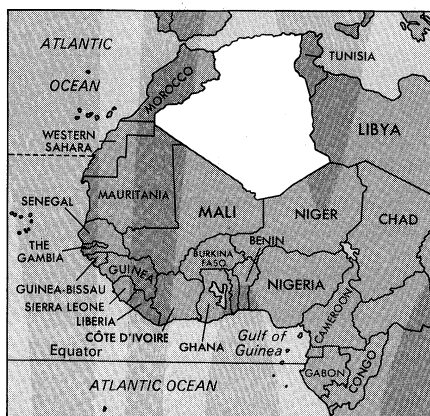 ATLANTIC
OCEAN
TUNISIA
MOROCCO
LIBYA
WESTERN
SAHARA
MAURITANIA
SENEGAL
MALI
NIGER
CHAD
THE
GAMBIA
BURKINA
FASO
BENIN
GUINEA
GUINEA-BISSAU
NIGERIA
SIERRA LEONE
LIBERIA
CAMEROON
CÔTE D'IVOIRE
GHANA
Gulf of
Guinea
Equator
GABON
CONGO
ATLANTIC OCEAN